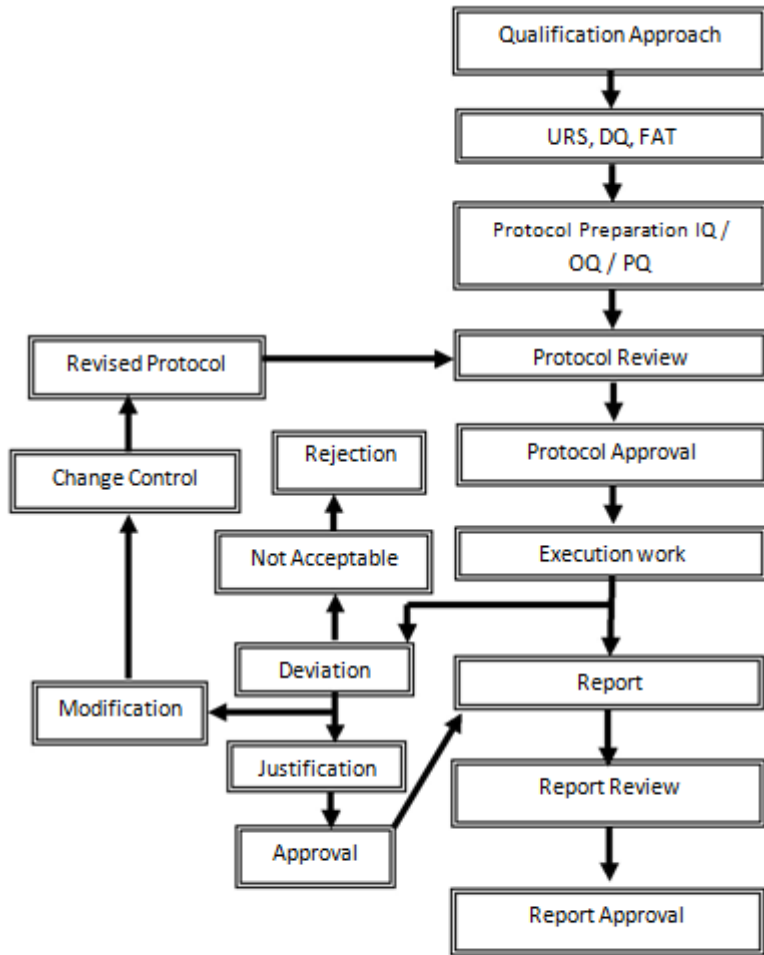 Qualification Approach
URS, DQ, FAT
Protocol Preparation IQ /
OQ / PQ
Revised Protocol
Protocol Review
Rejection
Protocol Approval
Change Control
Not Acceptable
Execution work
Deviation
Report
Modification
Justification
Report Review
Approval
Report Approval